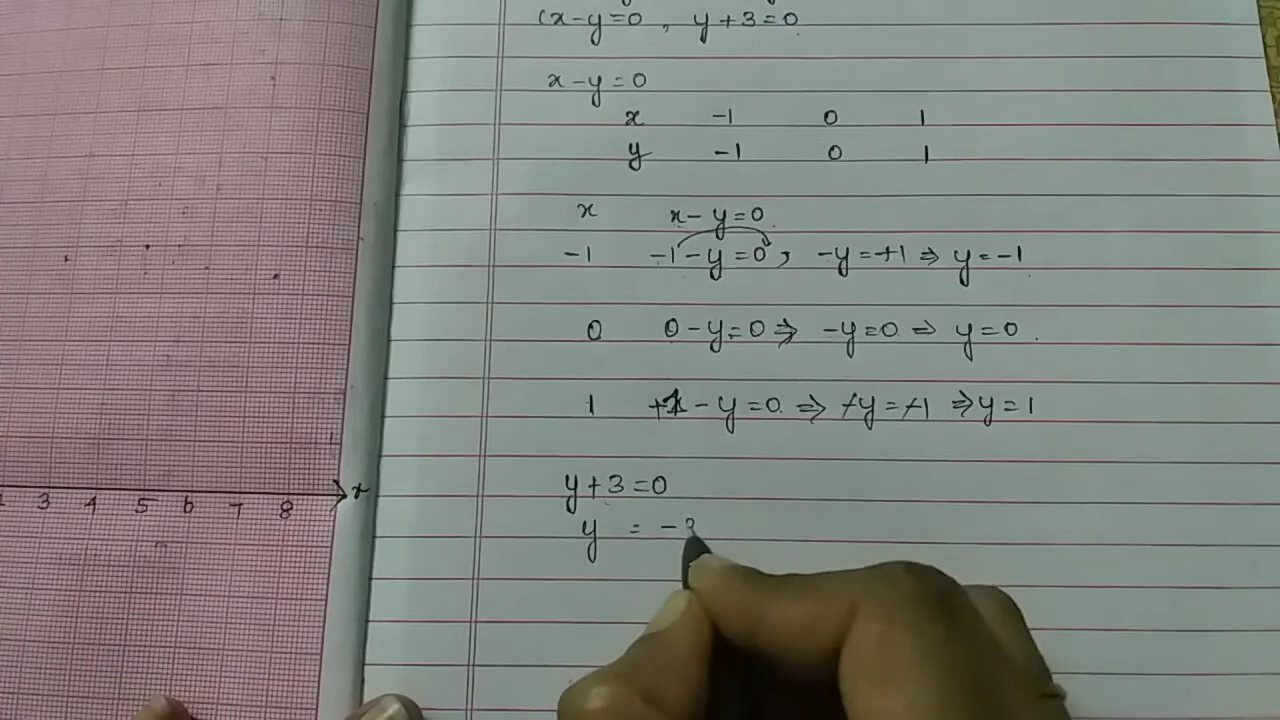 (x-y=0, y+3=0
x-y=0
x -1 0 1
y -1 0 1
x x-y=0.
-1 -1-y=0, -y=+1 ⇒ y=-1
0 0-y=0 ⇒ -y=0 ⇒ y=0.
1 +1-y=0 ⇒ -y=-1 ⇒ y=1
y+3=0
y = -3
3 4 5 6 7 8 x